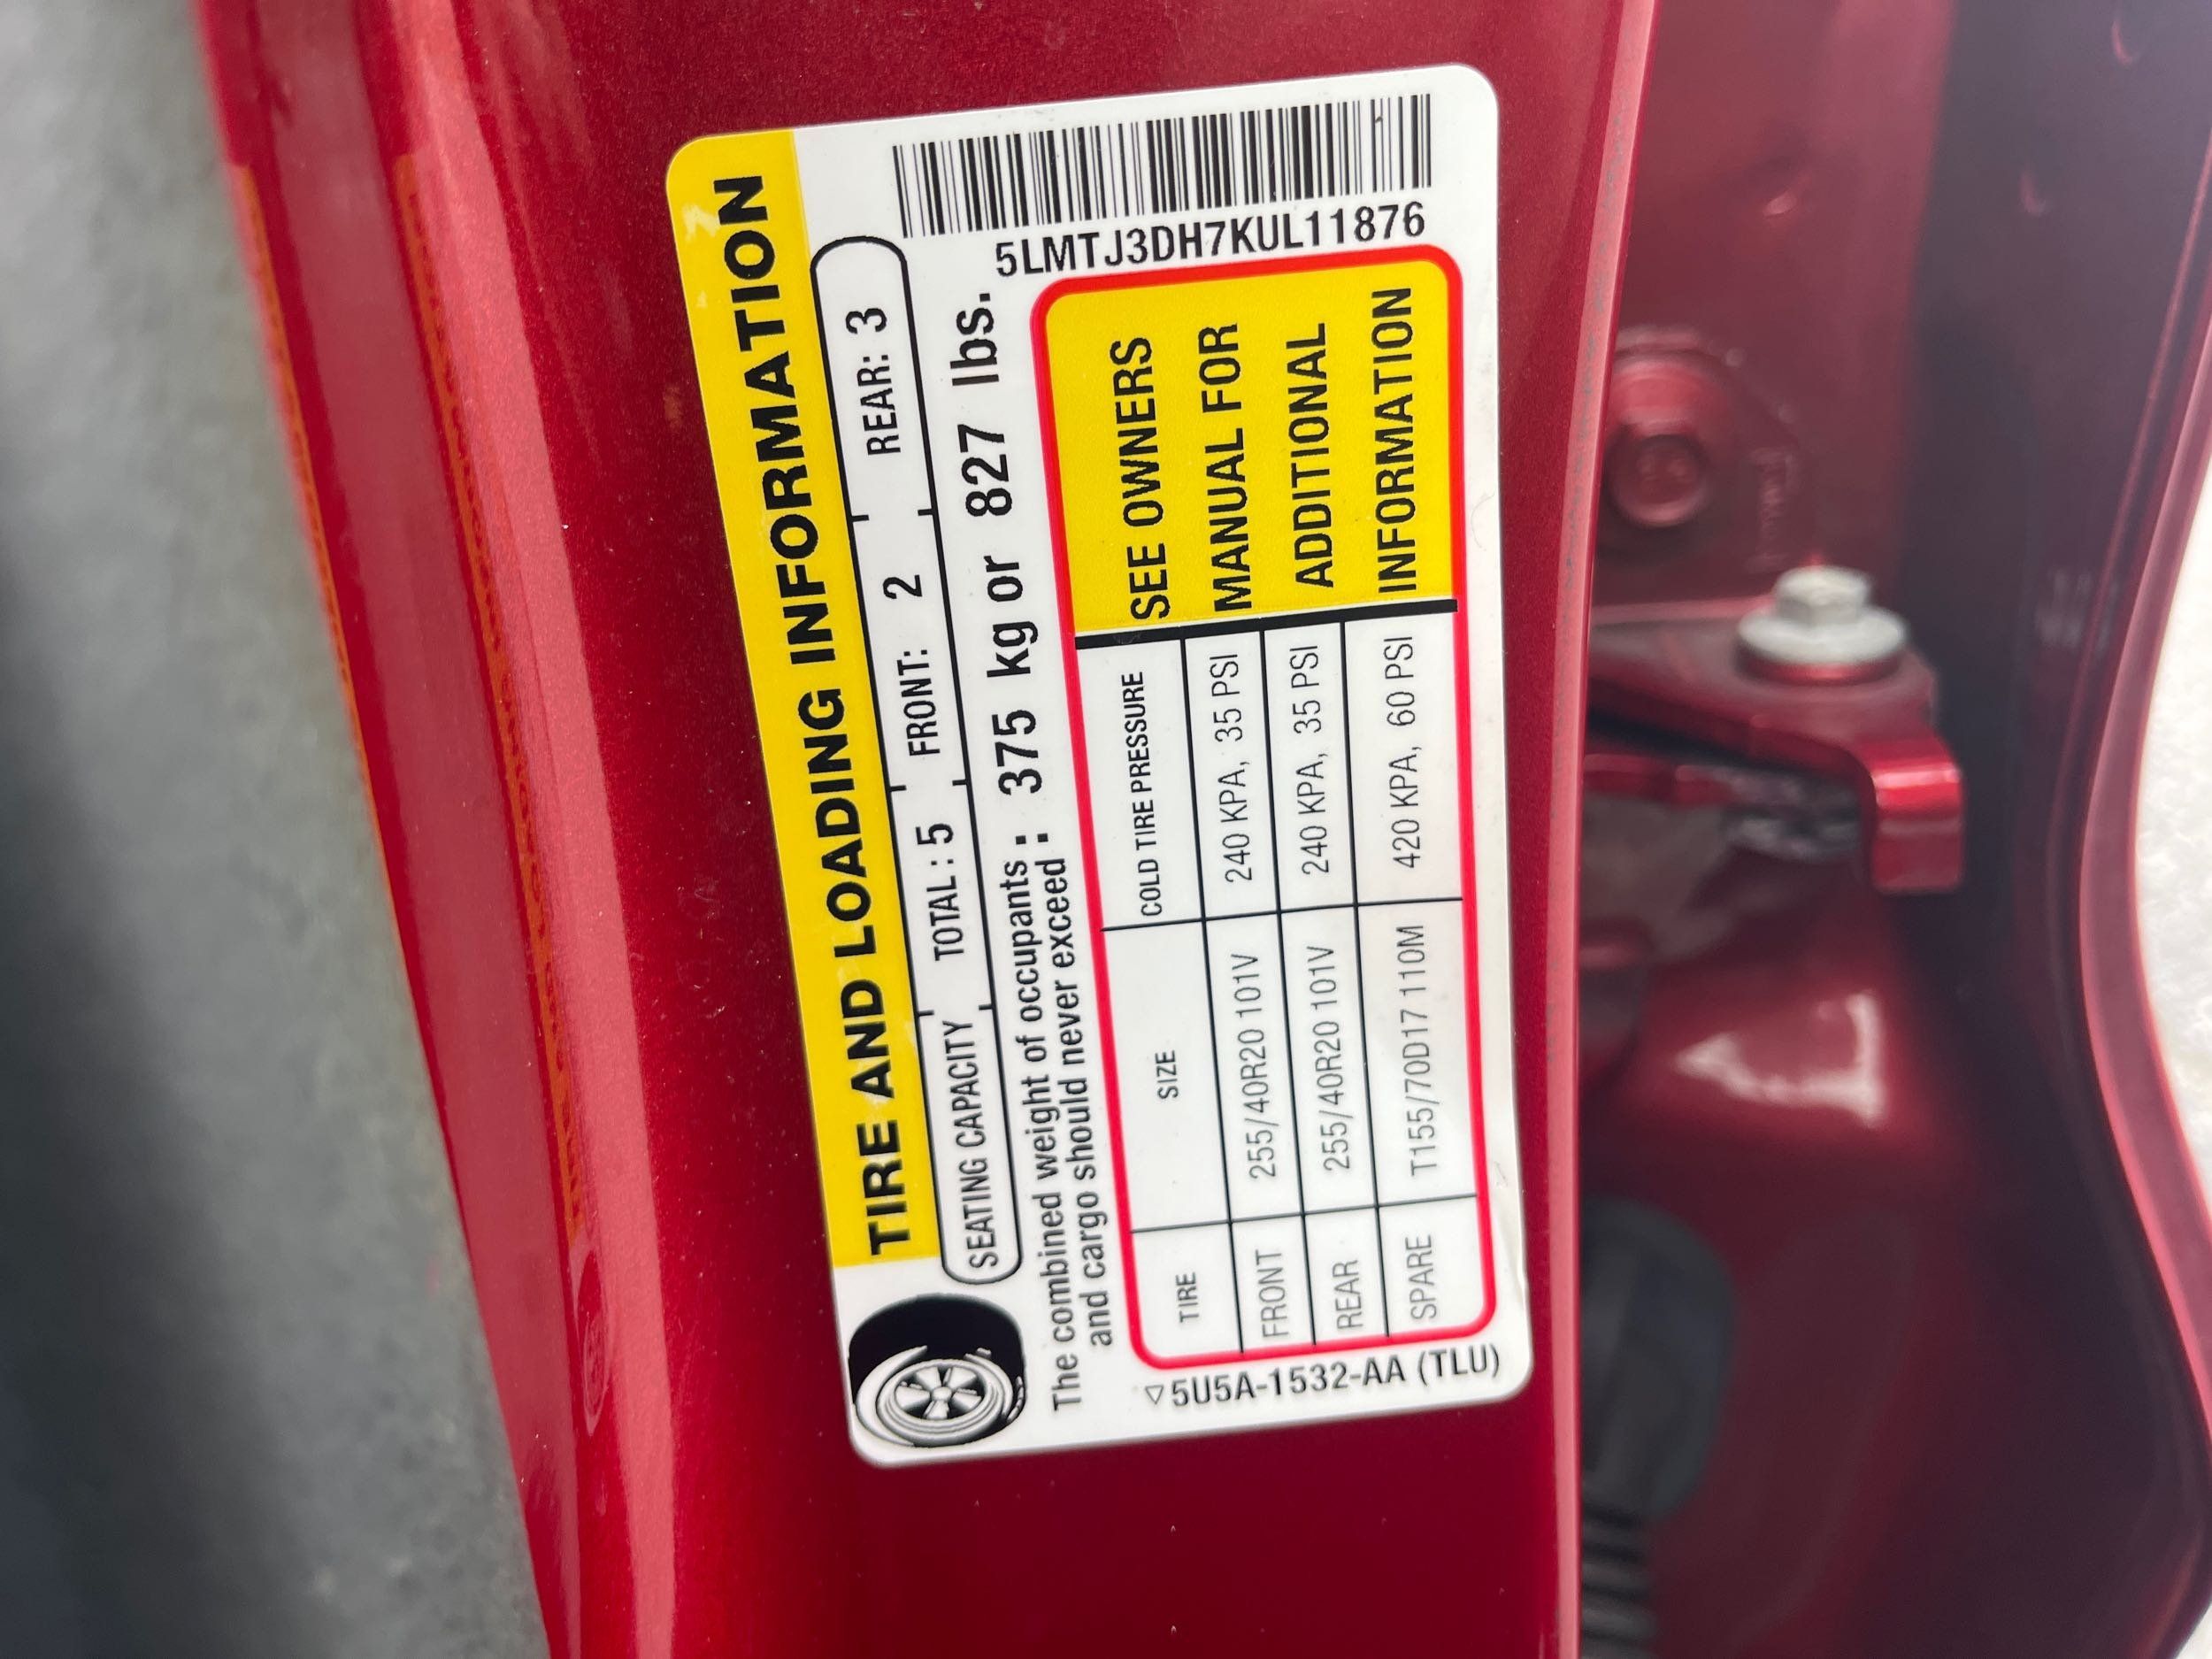 TIRE AND LOADING INFORMATION
SEATING CAPACITY TOTAL : 5 FRONT: 2 REAR: 3
The combined weight of occupants : 375 kg or 827 lbs.
and cargo should never exceed :
5LMTJ3DH7KUL11876
TIRE SIZE COLD TIRE PRESSURE
FRONT 255/40R20 101V 240 KPA, 35 PSI
REAR 255/40R20 101V 240 KPA, 35 PSI
SPARE T155/70D17 110M 420 KPA, 60 PSI
SEE OWNERS
MANUAL FOR
ADDITIONAL
INFORMATION
5U5A-1532-AA (TLU)